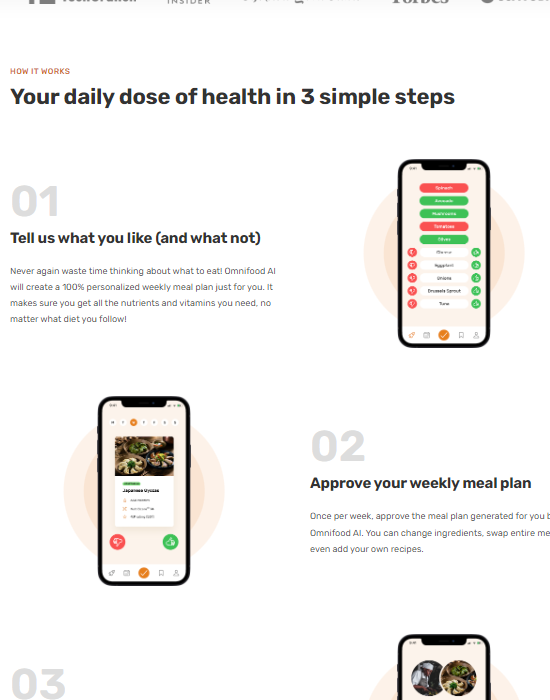 INSIDER
Forbes
HOW IT WORKS
Your daily dose of health in 3 simple steps
01
Tell us what you like (and what not)
Never again waste time thinking about what to eat! Omnifood AI
will create a 100% personalized weekly meal plan just for you. It
makes sure you get all the nutrients and vitamins you need, no
matter what diet you follow!
Spinach
Avocado
Mushrooms
Tomatoes
Olives
Eggplant
Brussels Sprout
Tuna
02
Approve your weekly meal plan
Once per week, approve the meal plan generated for you b
Omnifood AI. You can change ingredients, swap entire me
even add your own recipes.
Japanese Gyozas
03